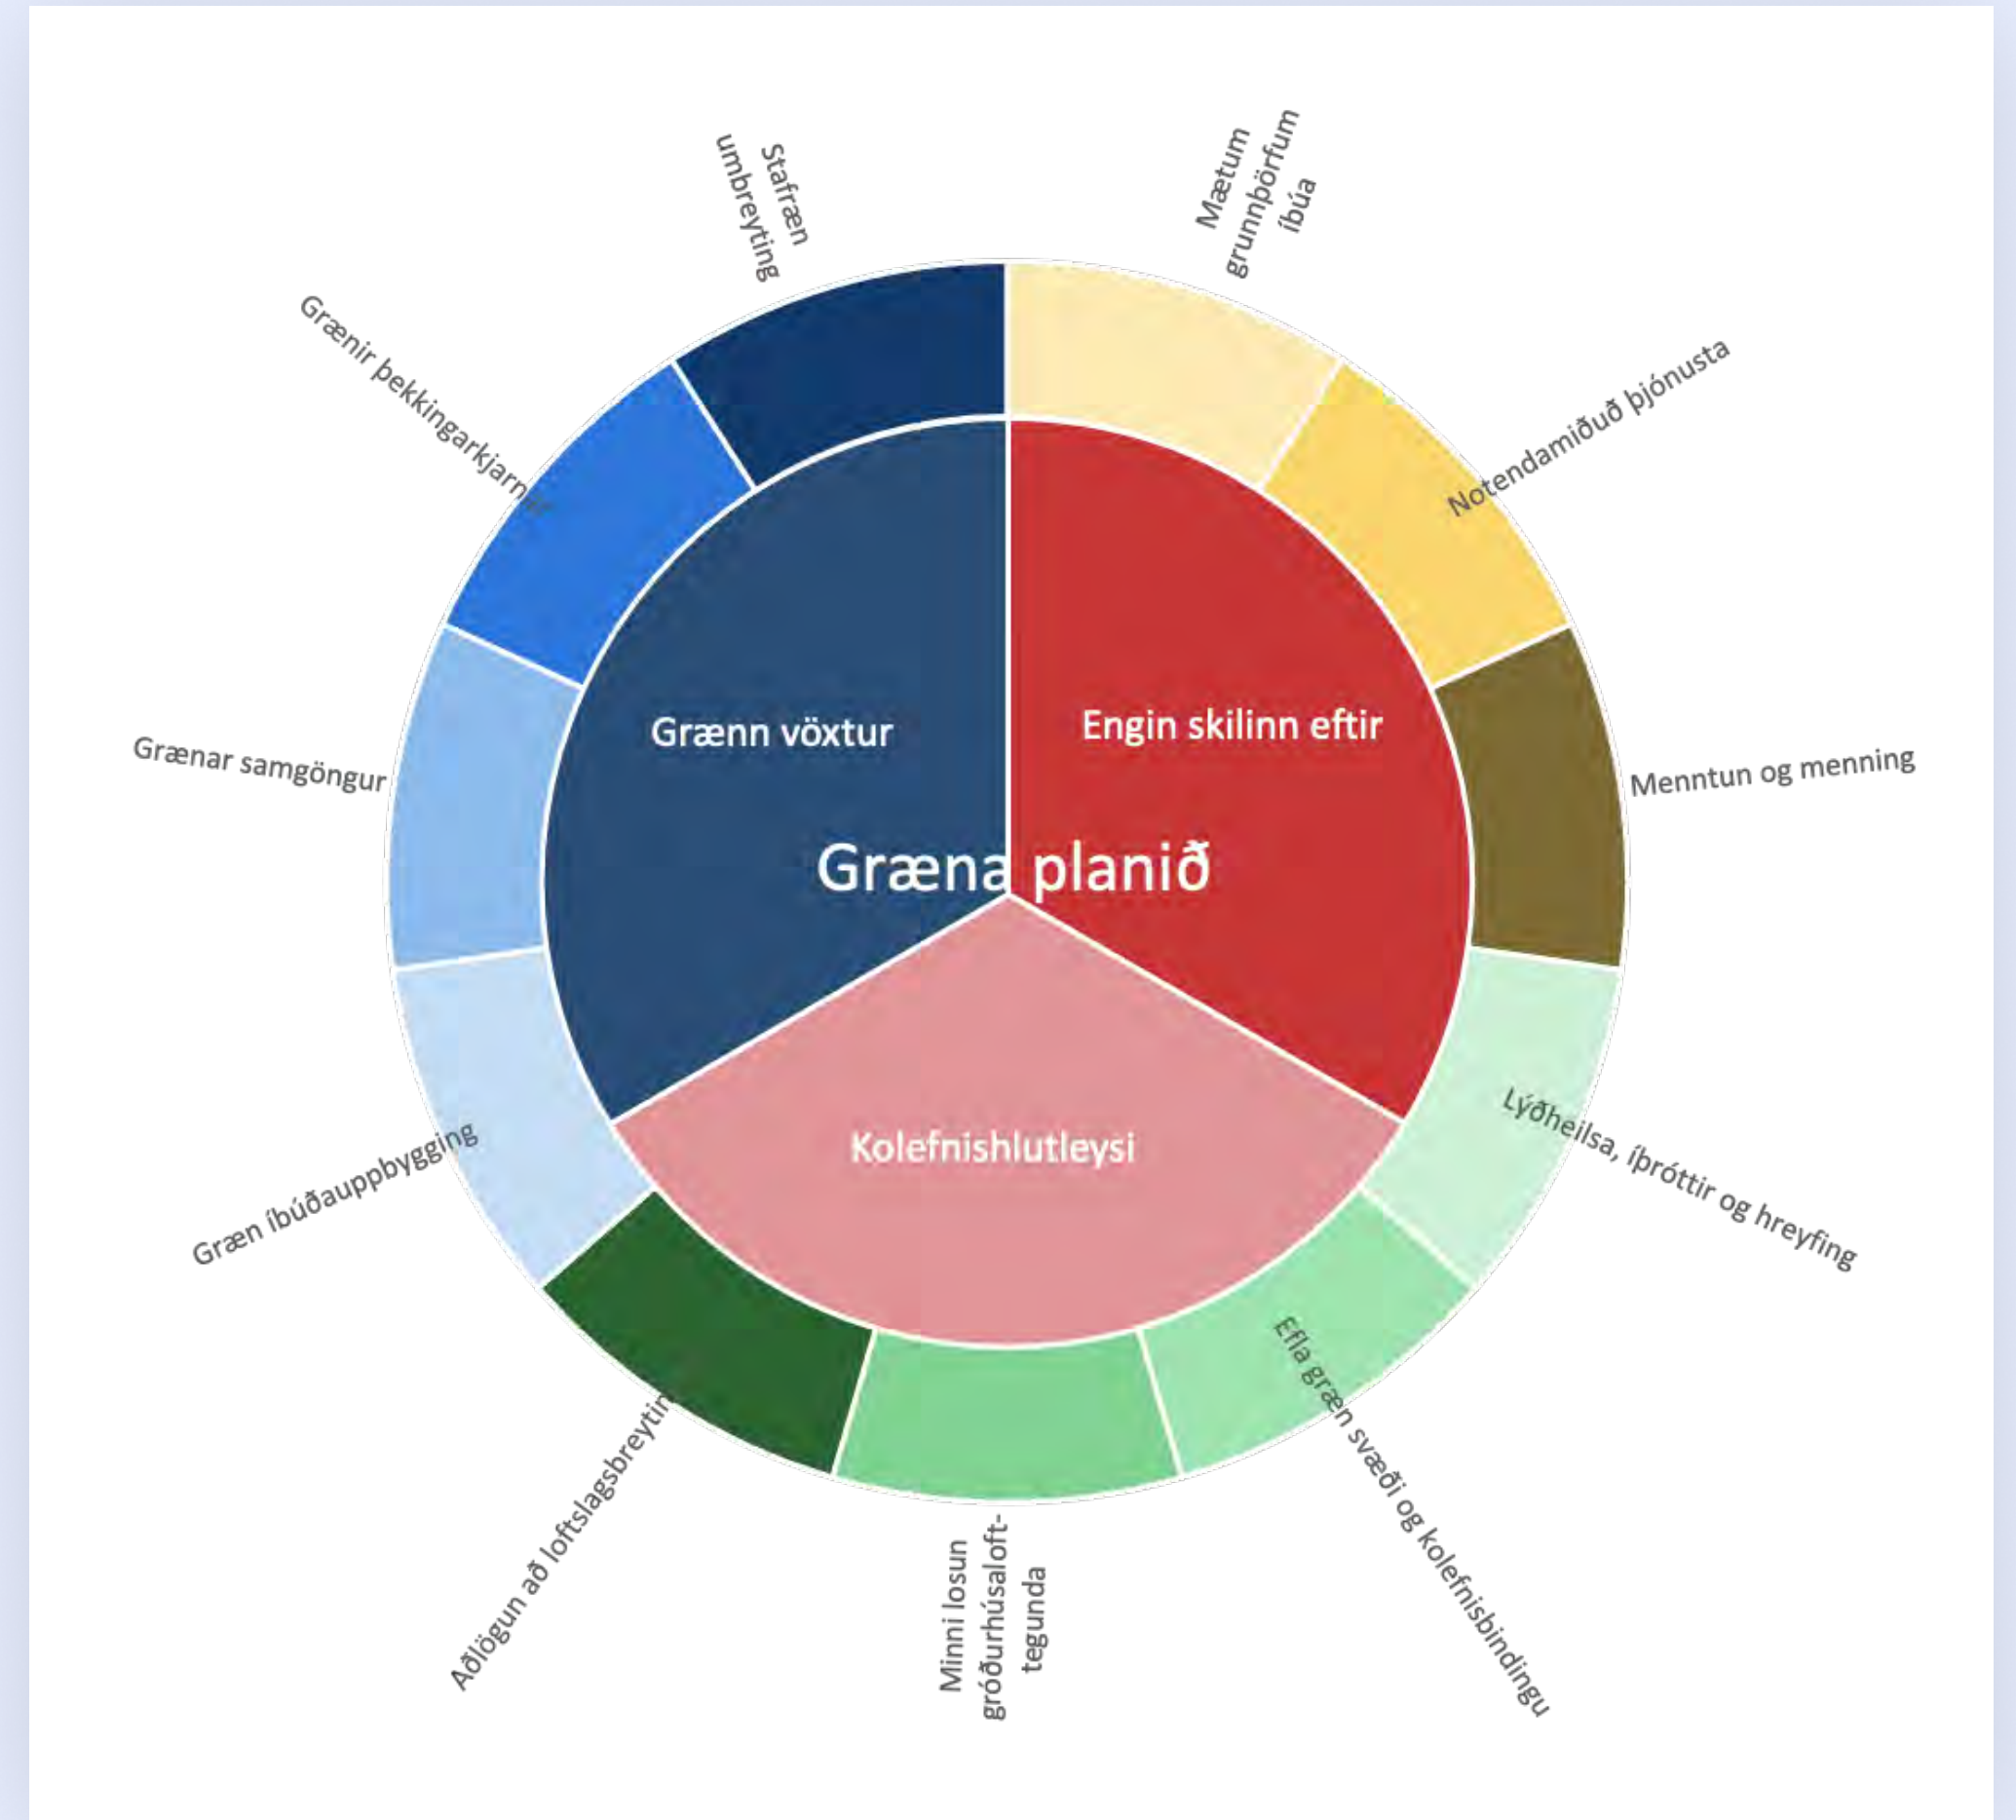 Mætum
grunnþörfum
íbúa
Notendamiðuð þjónusta
Menntun og menning
Lýðheilsa, íþróttir og hreyfing
Efla græn svæði og kolefnisbindingu
Minni losun
gróðurhúsaloft-
tegunda
Aðlögun að
Græn íbúðauppbygging
Grænar samgöngur
Grænir
Stafræn
umbreyting
Grænn vöxtur
Engin skilinn eftir
Græna planið
Kolefnishlutleysi